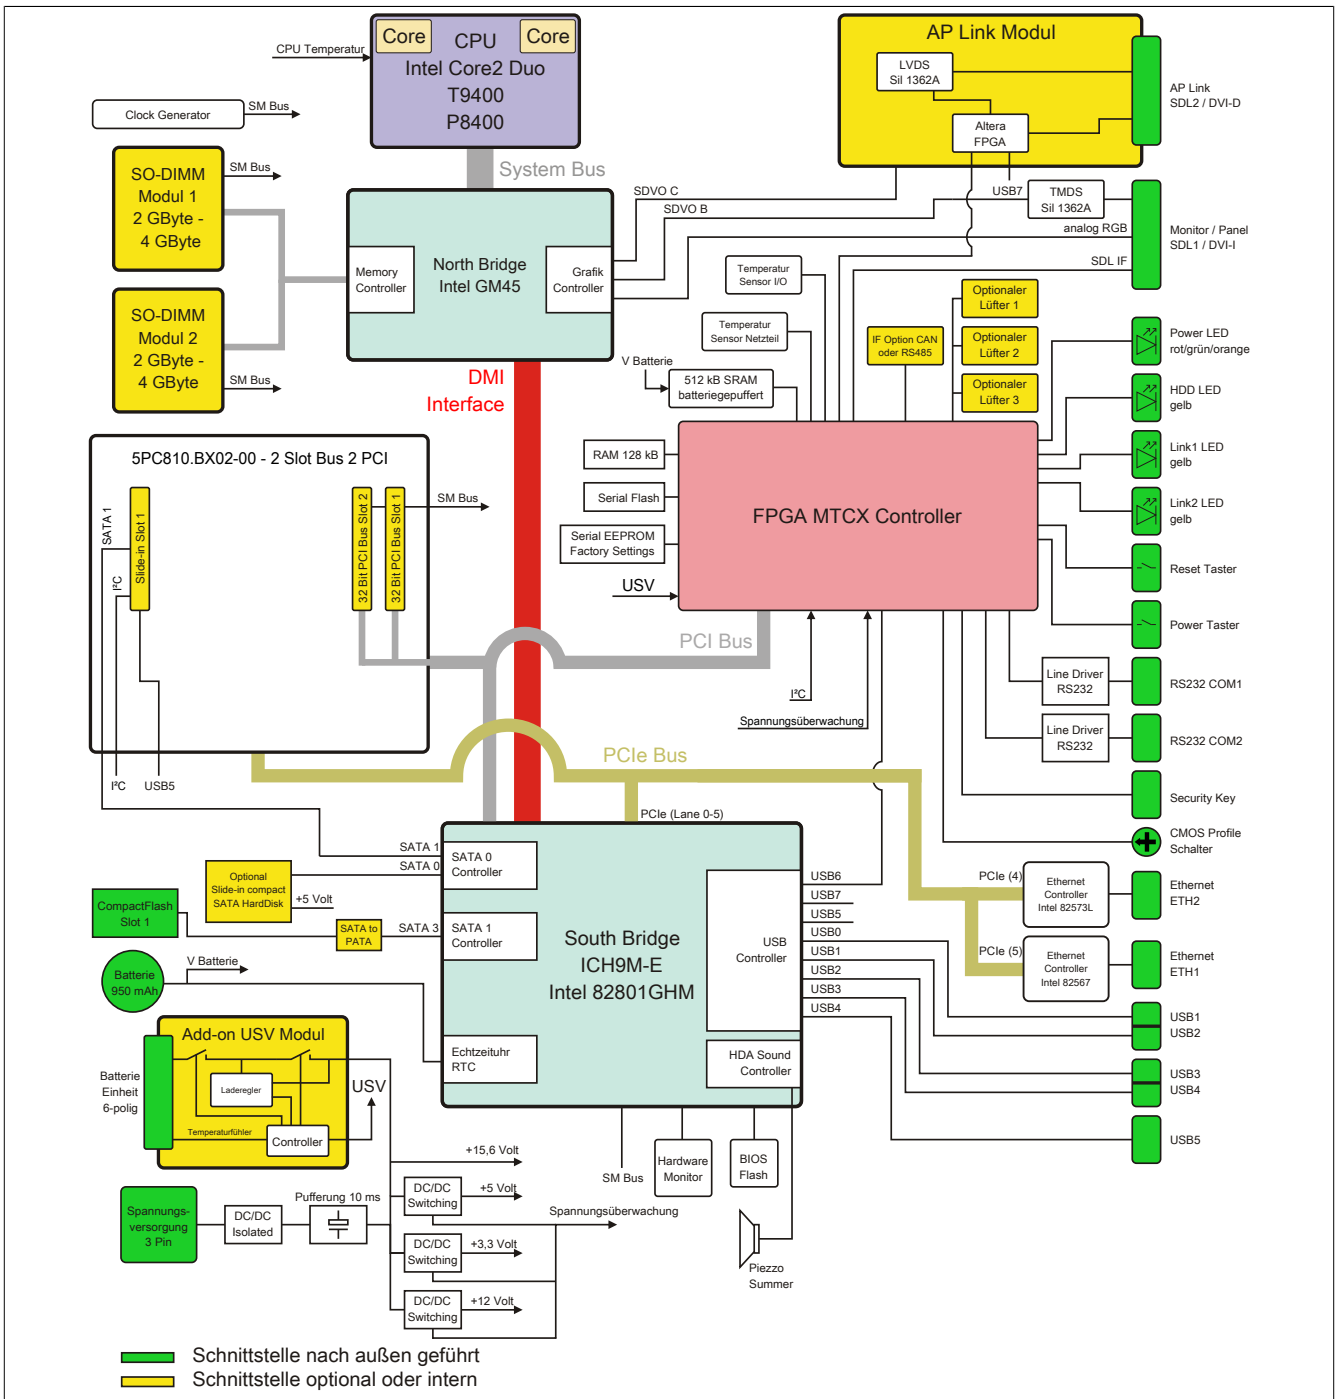 Core
CPU
Core
Intel Core2 Duo
T9400
P8400
CPU Temperatur
Clock Generator
SM Bus
SO-DIMM
Modul 1
2 GByte -
4 GByte
SM Bus
SO-DIMM
Modul 2
2 GByte -
4 GByte
SM Bus
System Bus
Memory
Controller
North Bridge
Intel GM45
Grafik
Controller
DMI
Interface
AP Link Modul
LVDS
Sil 1362A
Altera
FPGA
AP Link
SDL2 / DVI-D
SDVO C
SDVO B
USB7
TMDS
Sil 1362A
analog RGB
SDL IF
Monitor / Panel
SDL1 / DVI-I
Temperatur
Sensor I/O
Temperatur
Sensor Netzteil
V Batterie
512 kB SRAM
batteriegepuffert
IF Option CAN
oder RS485
Optionaler
Lüfter 1
Optionaler
Lüfter 2
Optionaler
Lüfter 3
Power LED
rot/grün/orange
HDD LED
gelb
Link1 LED
gelb
Link2 LED
gelb
Reset Taster
Power Taster
RAM 128 kB
Serial Flash
Serial EEPROM
Factory Settings
USV
FPGA MTCX Controller
5PC810.BX02-00 - 2 Slot Bus 2 PCI
SATA 1
I²C
Slide-in Slot 1
32 Bit PCI Bus Slot 2
32 Bit PCI Bus Slot 1
SM Bus
I²C
USB5
PCI Bus
I²C
Spannungsüberwachung
Line Driver
RS232
RS232 COM1
Line Driver
RS232
RS232 COM2
Security Key
CMOS Profile
Schalter
PCIe Bus
PCIe (Lane 0-5)
PCIe (4)
Ethernet
Controller
Intel 82573L
Ethernet
ETH2
PCIe (5)
Ethernet
Controller
Intel 82567
Ethernet
ETH1
SATA 1
SATA 0
SATA 0
Controller
Optional
Slide-in compact
SATA HardDisk
+5 Volt
CompactFlash
Slot 1
SATA to
PATA
SATA 3
SATA 1
Controller
Batterie
950 mAh
V Batterie
South Bridge
ICH9M-E
Intel 82801GHM
USB
Controller
USB6
USB7
USB5
USB0
USB1
USB2
USB3
USB4
USB1
USB2
USB3
USB4
USB5
Echtzeituhr
RTC
HDA Sound
Controller
Add-on USV Modul
Laderegler
Temperaturfühler
Controller
Batterie
Einheit
6-polig
USV
SM Bus
Hardware
Monitor
BIOS
Flash
Piezzo
Summer
+15,6 Volt
DC/DC
Switching
+5 Volt
Spannungsüberwachung
DC/DC
Switching
+3,3 Volt
DC/DC
Switching
+12 Volt
Spannungs-
versorgung
3 Pin
DC/DC
Isolated
Pufferung 10 ms
Schnittstelle nach außen geführt
Schnittstelle optional oder intern